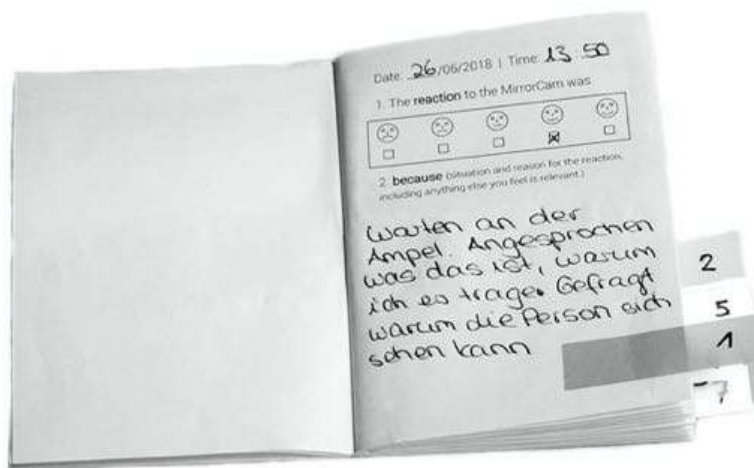 Date: 26/06/2018 | Time: 13:50
1. The reaction to the MirrorCam was
2. because (situation and reason for the reaction,
including anything else you feel is relevant.)
Warten an der
Ampel. Angesprochen
was das ist, warum
ich es trage. Gefragt
warum die Person sich
sehen kann
2
5
1
7